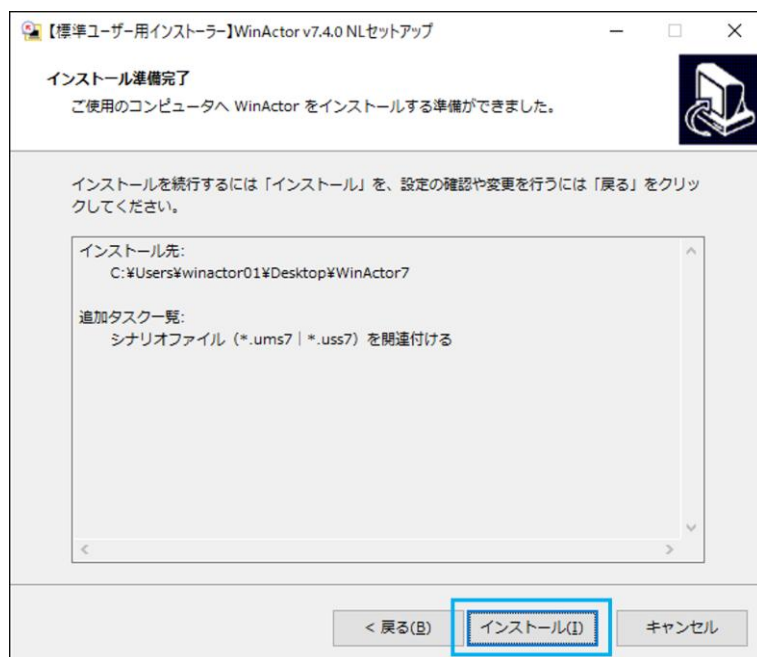 【標準ユーザー用インストーラー】WinActor v7.4.0 NLセットアップ
インストール準備完了
ご使用のコンピュータへ WinActor をインストールする準備ができました。
インストールを続行するには「インストール」を、設定の確認や変更を行うには「戻る」をクリッ
クしてください。
インストール先:
C:¥Users¥winactor01¥Desktop¥WinActor7
追加タスク一覧:
シナリオファイル（*.ums7｜*.uss7）を関連付ける
< 戻る(B)
インストール(I)
キャンセル